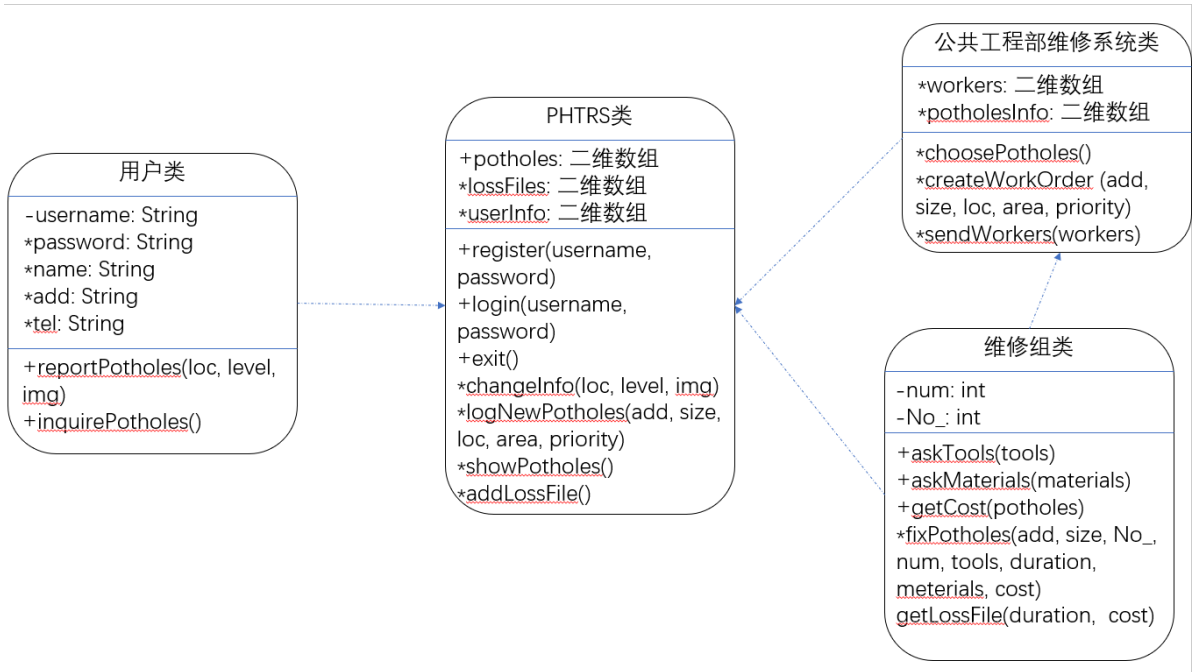 用户类
-username: String
*password: String
*name: String
*add: String
*tel: String
+reportPotholes(loc, level,
img)
+inquirePotholes()
PHTRS类
+potholes: 二维数组
*lossFiles: 二维数组
*userInfo: 二维数组
+register(username,
password)
+login(username,
password)
+exit()
*changeInfo(loc, level, img)
*logNewPotholes(add, size,
loc, area, priority)
*showPotholes()
*addLossFile()
公共工程部维修系统类
*workers: 二维数组
*potholesInfo: 二维数组
*choosePotholes()
*createWorkOrder (add,
size, loc, area, priority)
*sendWorkers(workers)
维修组类
-num: int
-No_: int
+askTools(tools)
+askMaterials(materials)
+getCost(potholes)
*fixPotholes(add, size, No_,
num, tools, duration,
meterials, cost)
getLossFile(duration, cost)